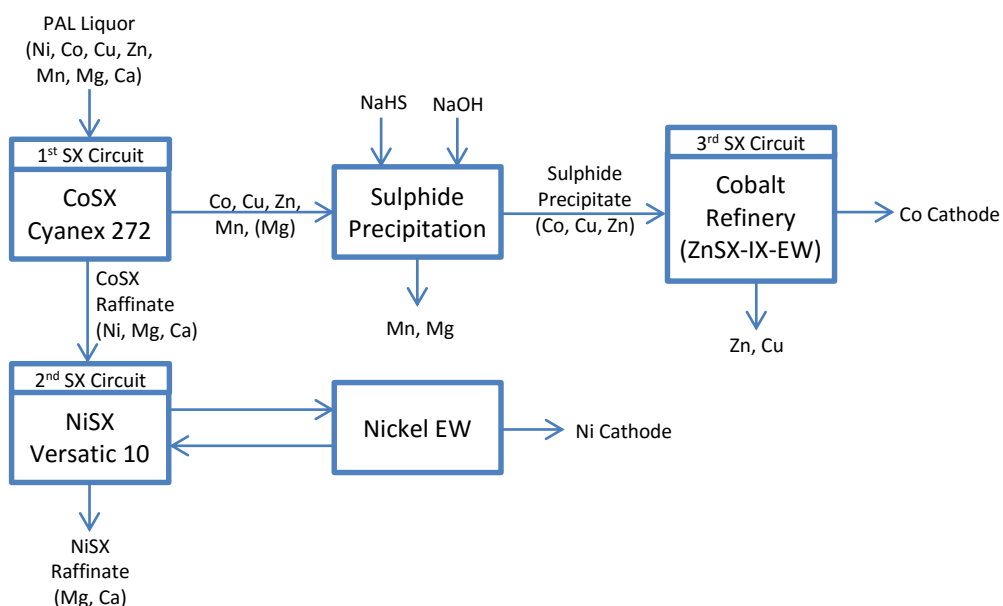 PAL Liquor
(Ni, Co, Cu, Zn,
Mn, Mg, Ca)
NaHS
NaOH
1st SX Circuit
CoSX
Cyanex 272
Co, Cu, Zn,
Mn, (Mg)
Sulphide
Precipitation
Sulphide
Precipitate
(Co, Cu, Zn)
3rd SX Circuit
Cobalt
Refinery
(ZnSX-IX-EW)
Co Cathode
CoSX
Raffinate
(Ni, Mg, Ca)
Mn, Mg
Zn, Cu
2nd SX Circuit
NiSX
Versatic 10
Nickel EW
Ni Cathode
NiSX
Raffinate
(Mg, Ca)